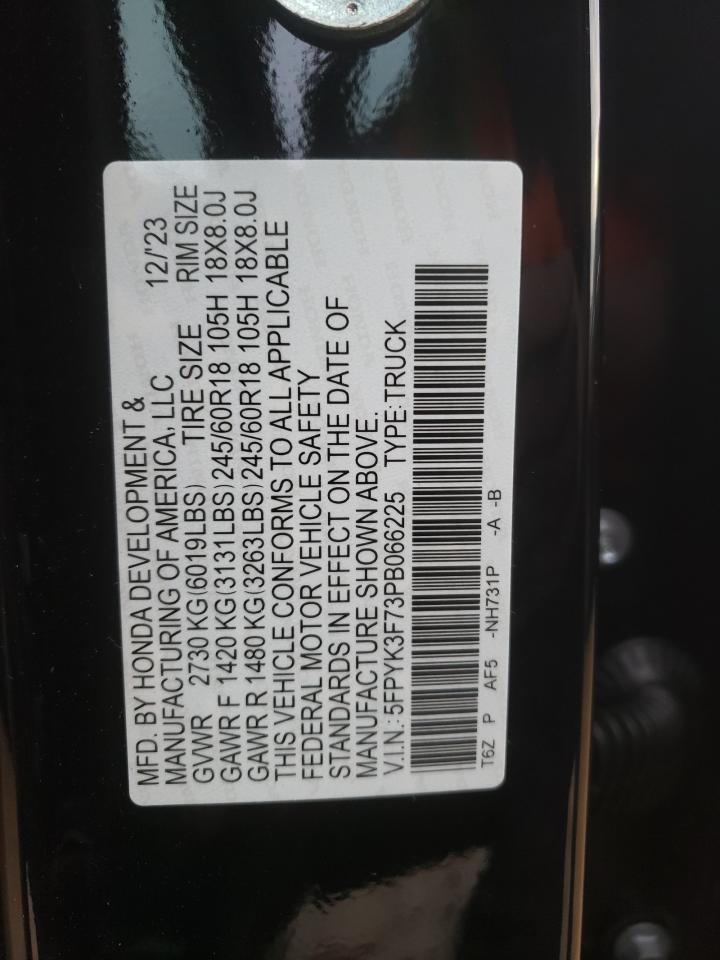 MFD. BY HONDA DEVELOPMENT &
MANUFACTURING OF AMERICA, LLC 12/'23
GVWR 2730 KG(6019LBS) TIRE SIZE RIM SIZE
GAWR F 1420 KG(3131LBS) 245/60R18 105H 18X8.0J
GAWR R 1480 KG(3263LBS) 245/60R18 105H 18X8.0J
THIS VEHICLE CONFORMS TO ALL APPLICABLE
FEDERAL MOTOR VEHICLE SAFETY
STANDARDS IN EFFECT ON THE DATE OF
MANUFACTURE SHOWN ABOVE.
V.I.N.: 5FPYK3F73PB066225 TYPE: TRUCK
T6Z P AF5 -NH731P -A -B